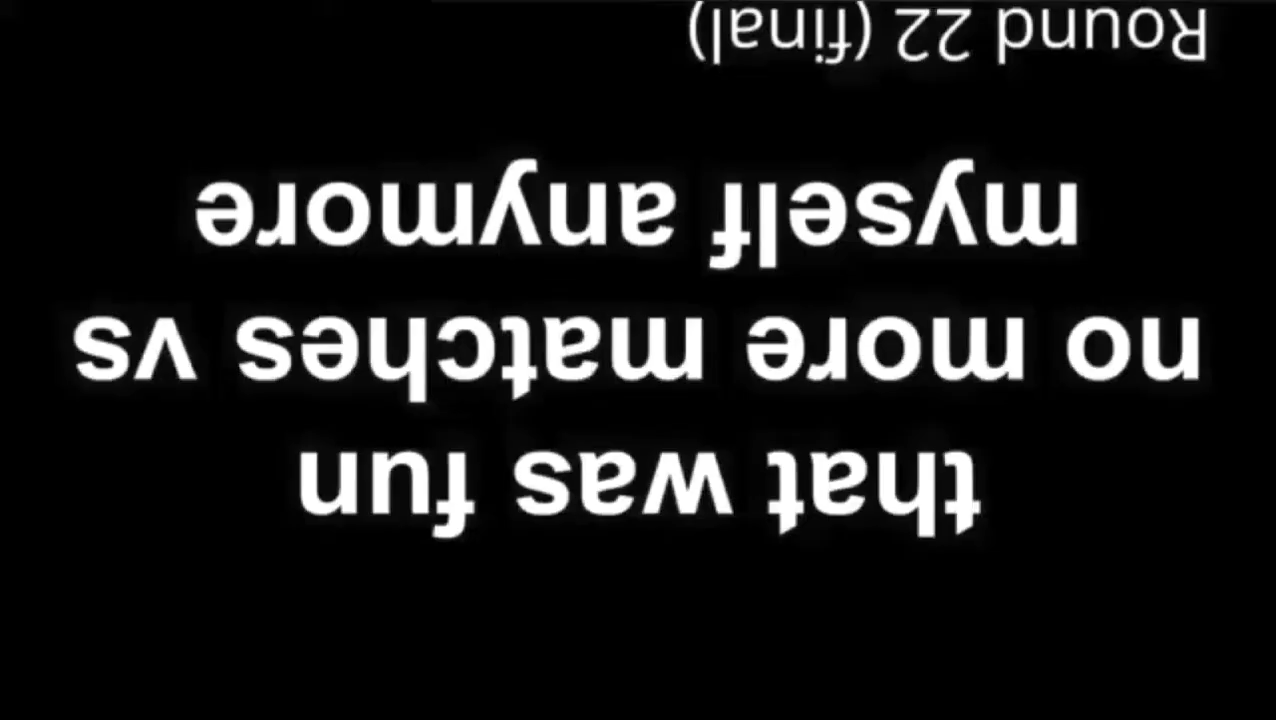 that was fun
no more matches vs
myself anymore
Round 22 (final)